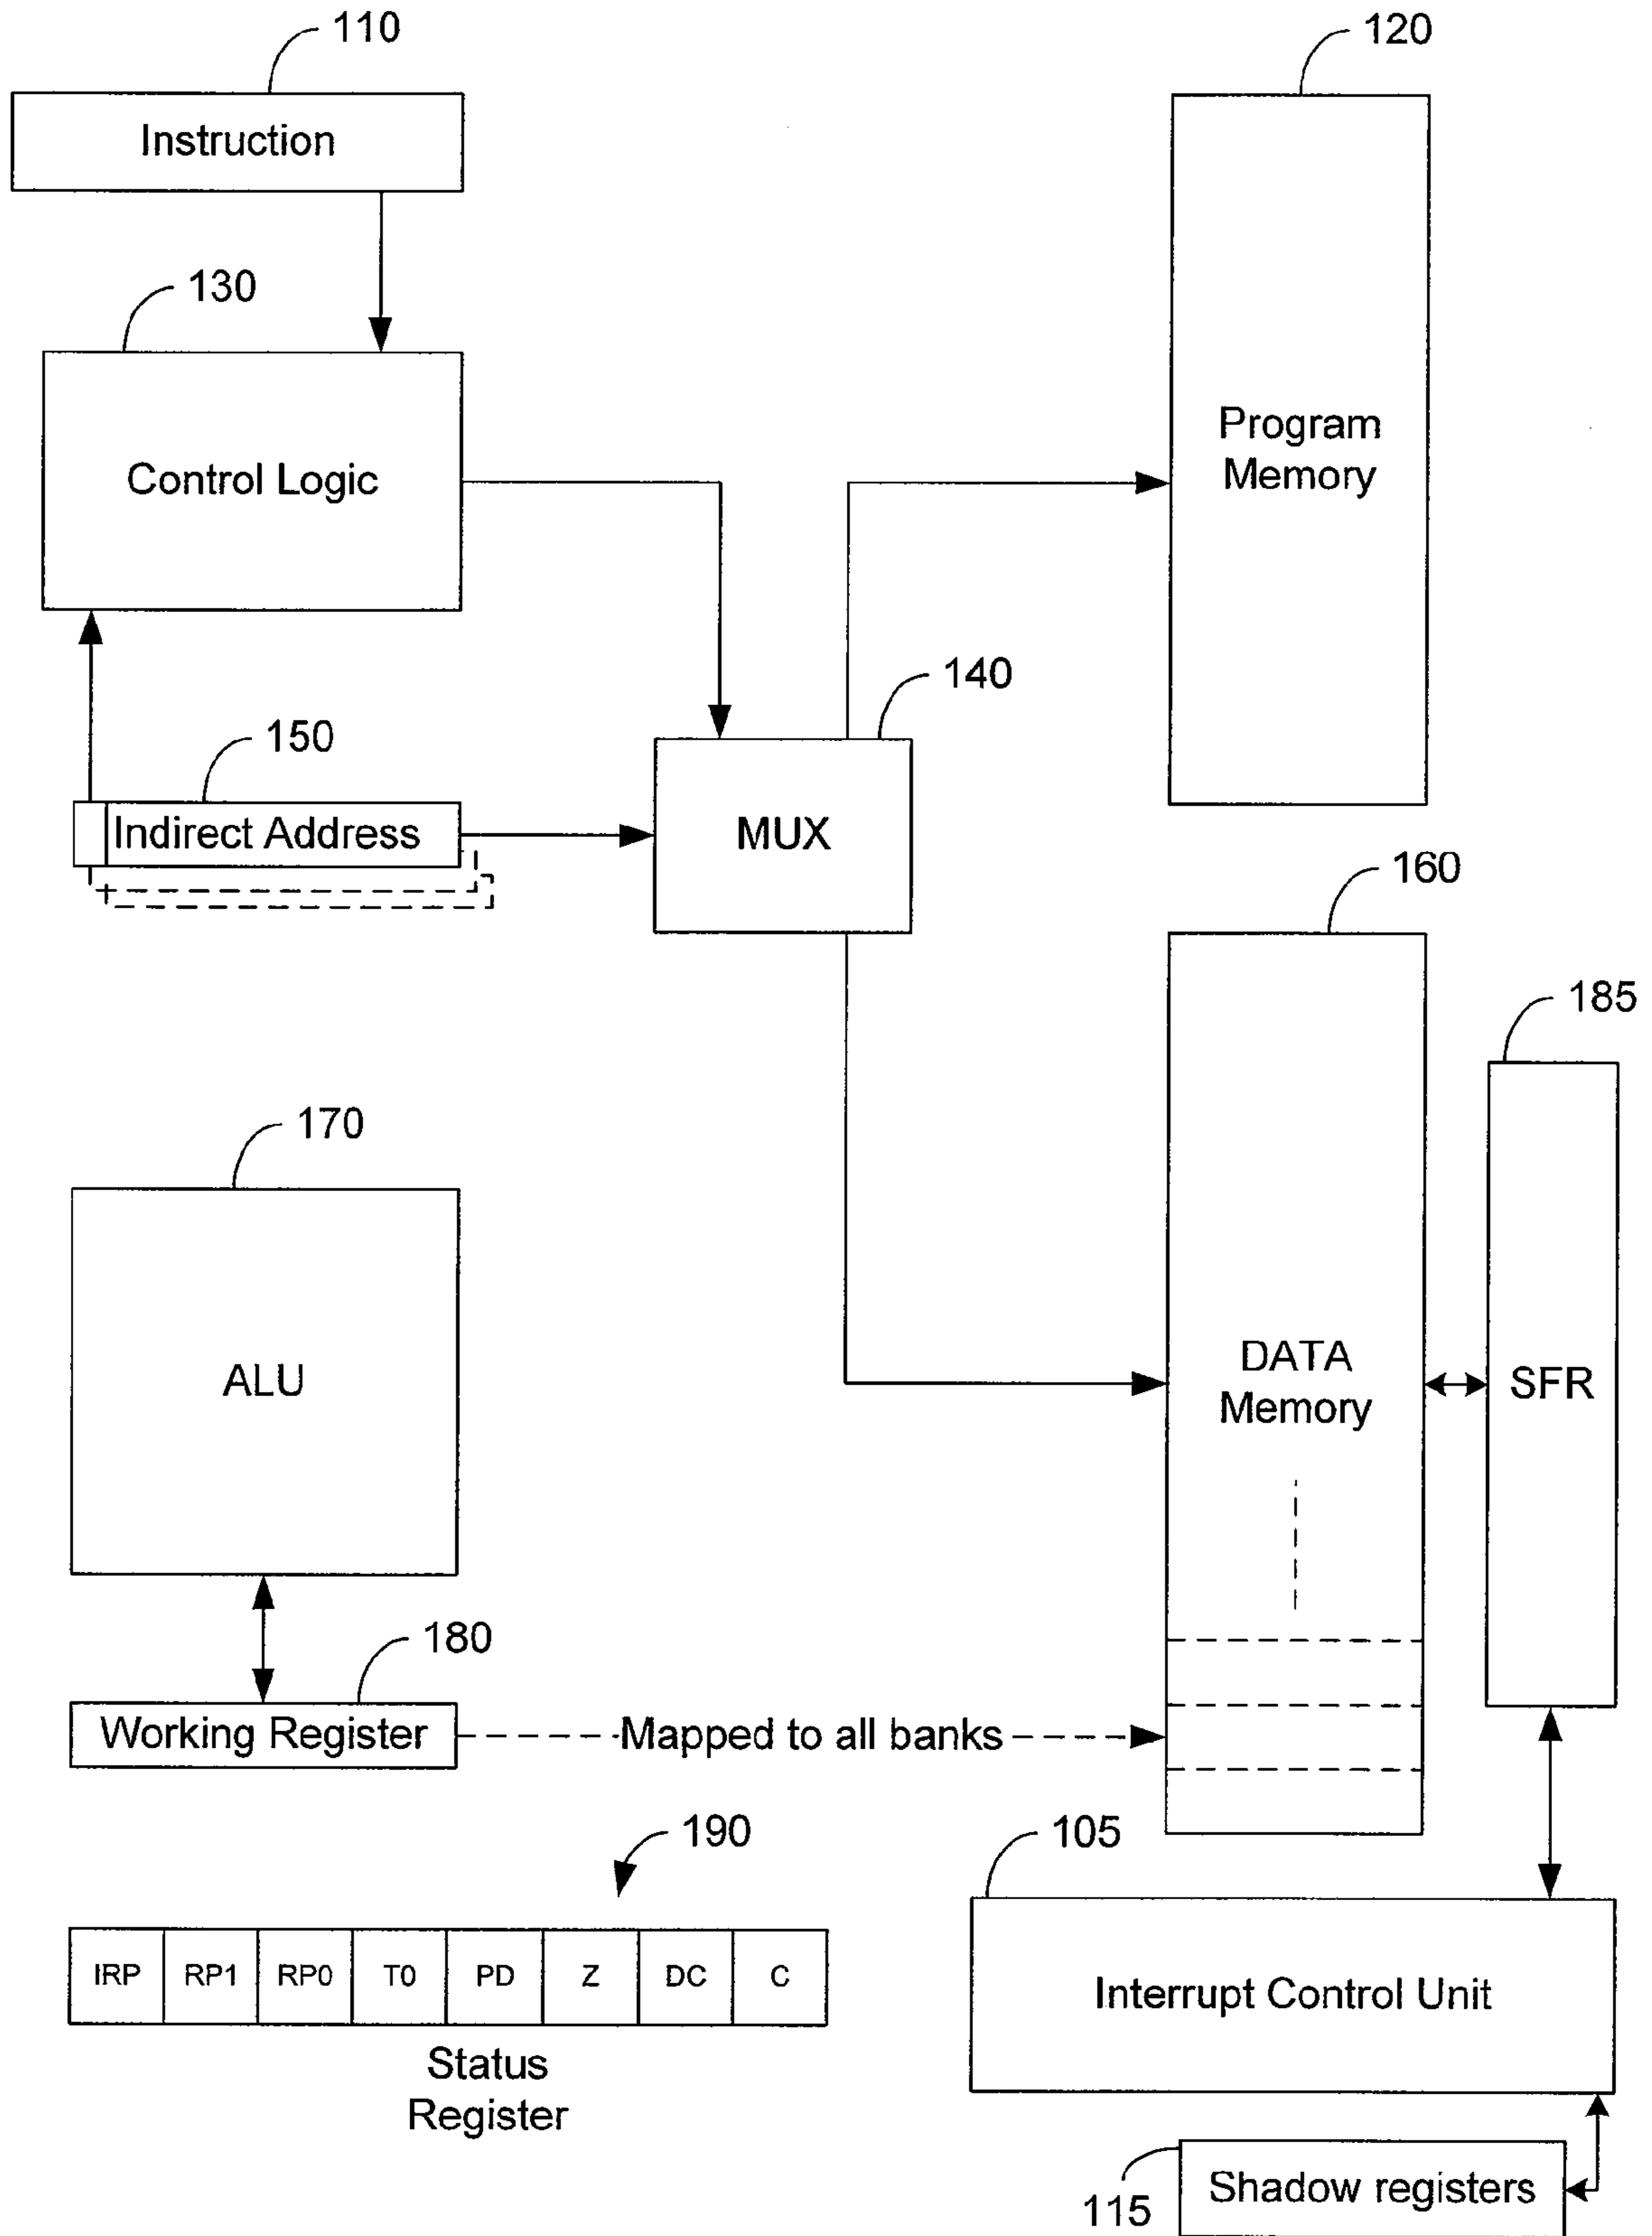 110
Instruction
120
130
Control Logic
Program
Memory
140
150
Indirect Address
MUX
160
185
170
ALU
DATA
Memory
SFR
180
Working Register
Mapped to all banks
190
105
IRP RP1 RP0 T0 PD Z DC C
Status
Register
Interrupt Control Unit
115
Shadow registers